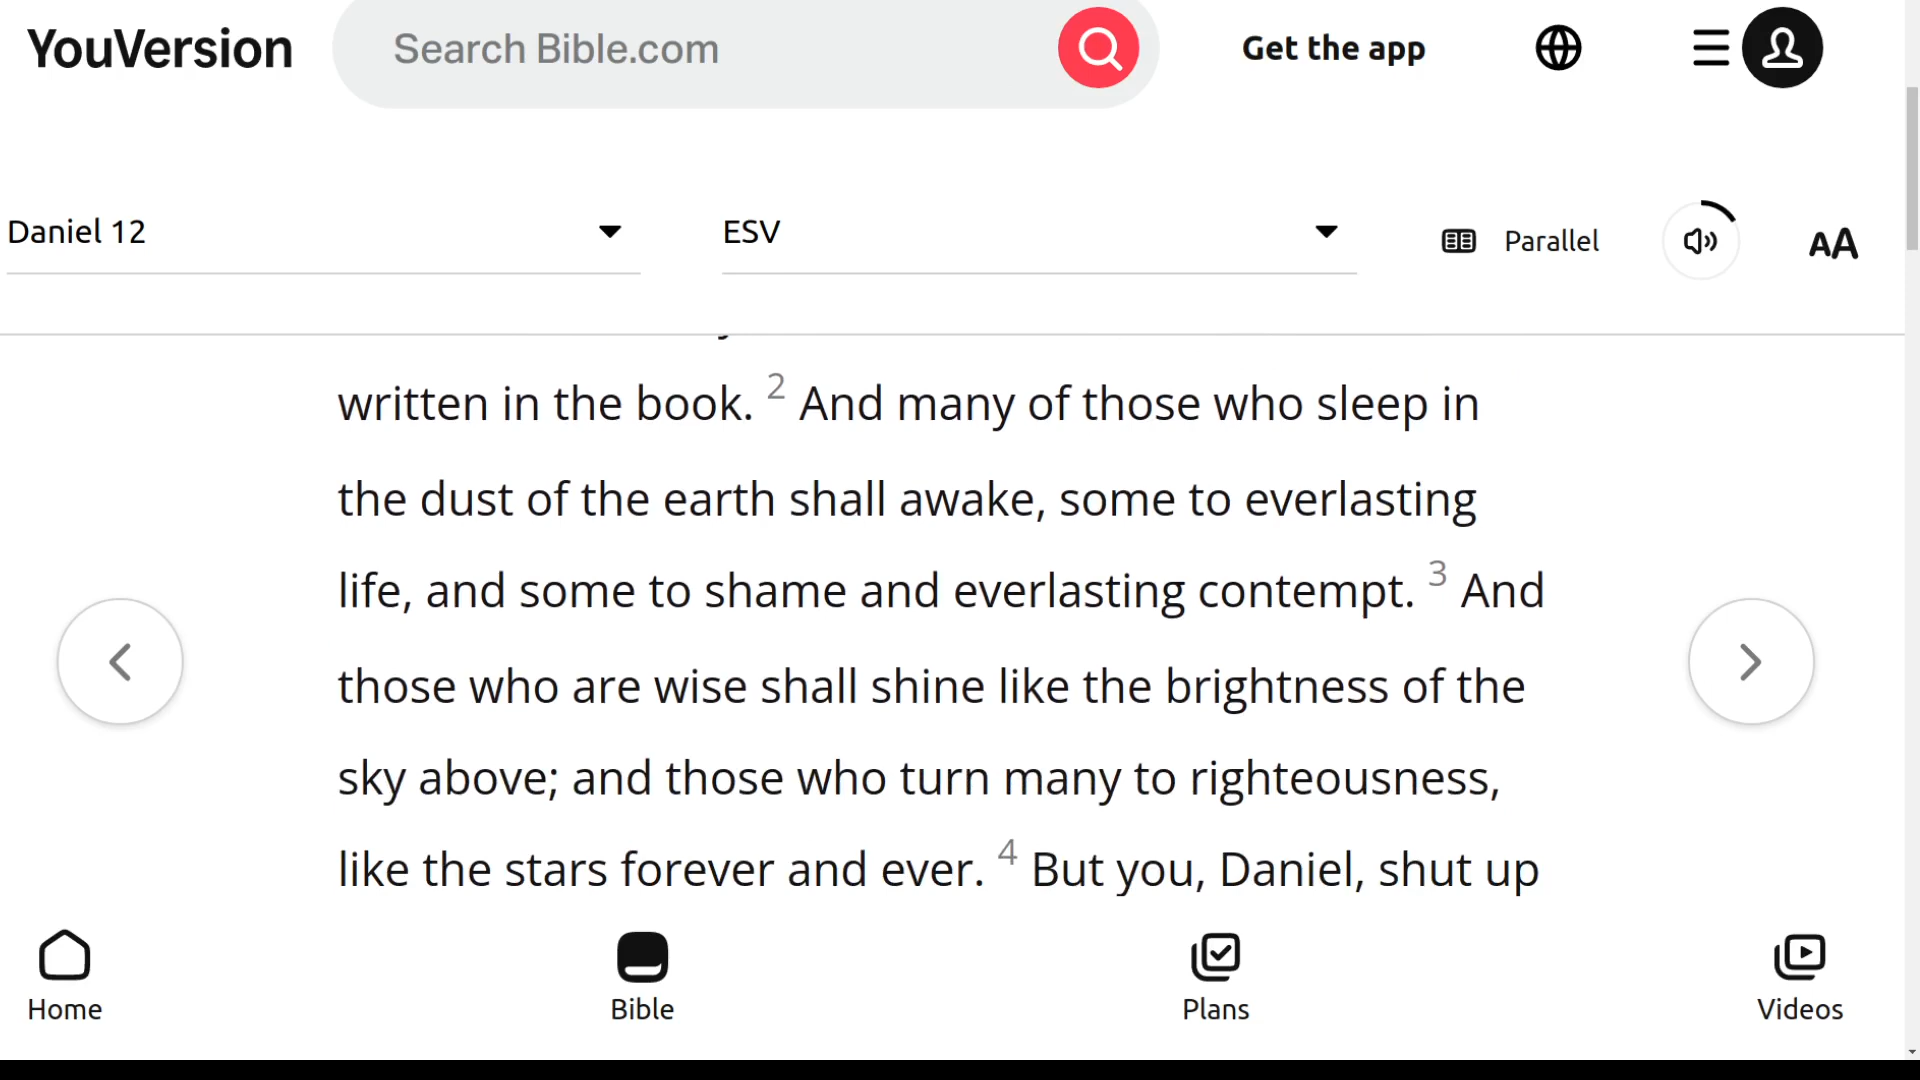 YouVersion
Search Bible.com
Get the app
Daniel 12
ESV
Parallel
AA
written in the book. 2 And many of those who sleep in
the dust of the earth shall awake, some to everlasting
life, and some to shame and everlasting contempt. 3 And
those who are wise shall shine like the brightness of the
sky above; and those who turn many to righteousness,
like the stars forever and ever. 4 But you, Daniel, shut up
Home
Bible
Plans
Videos